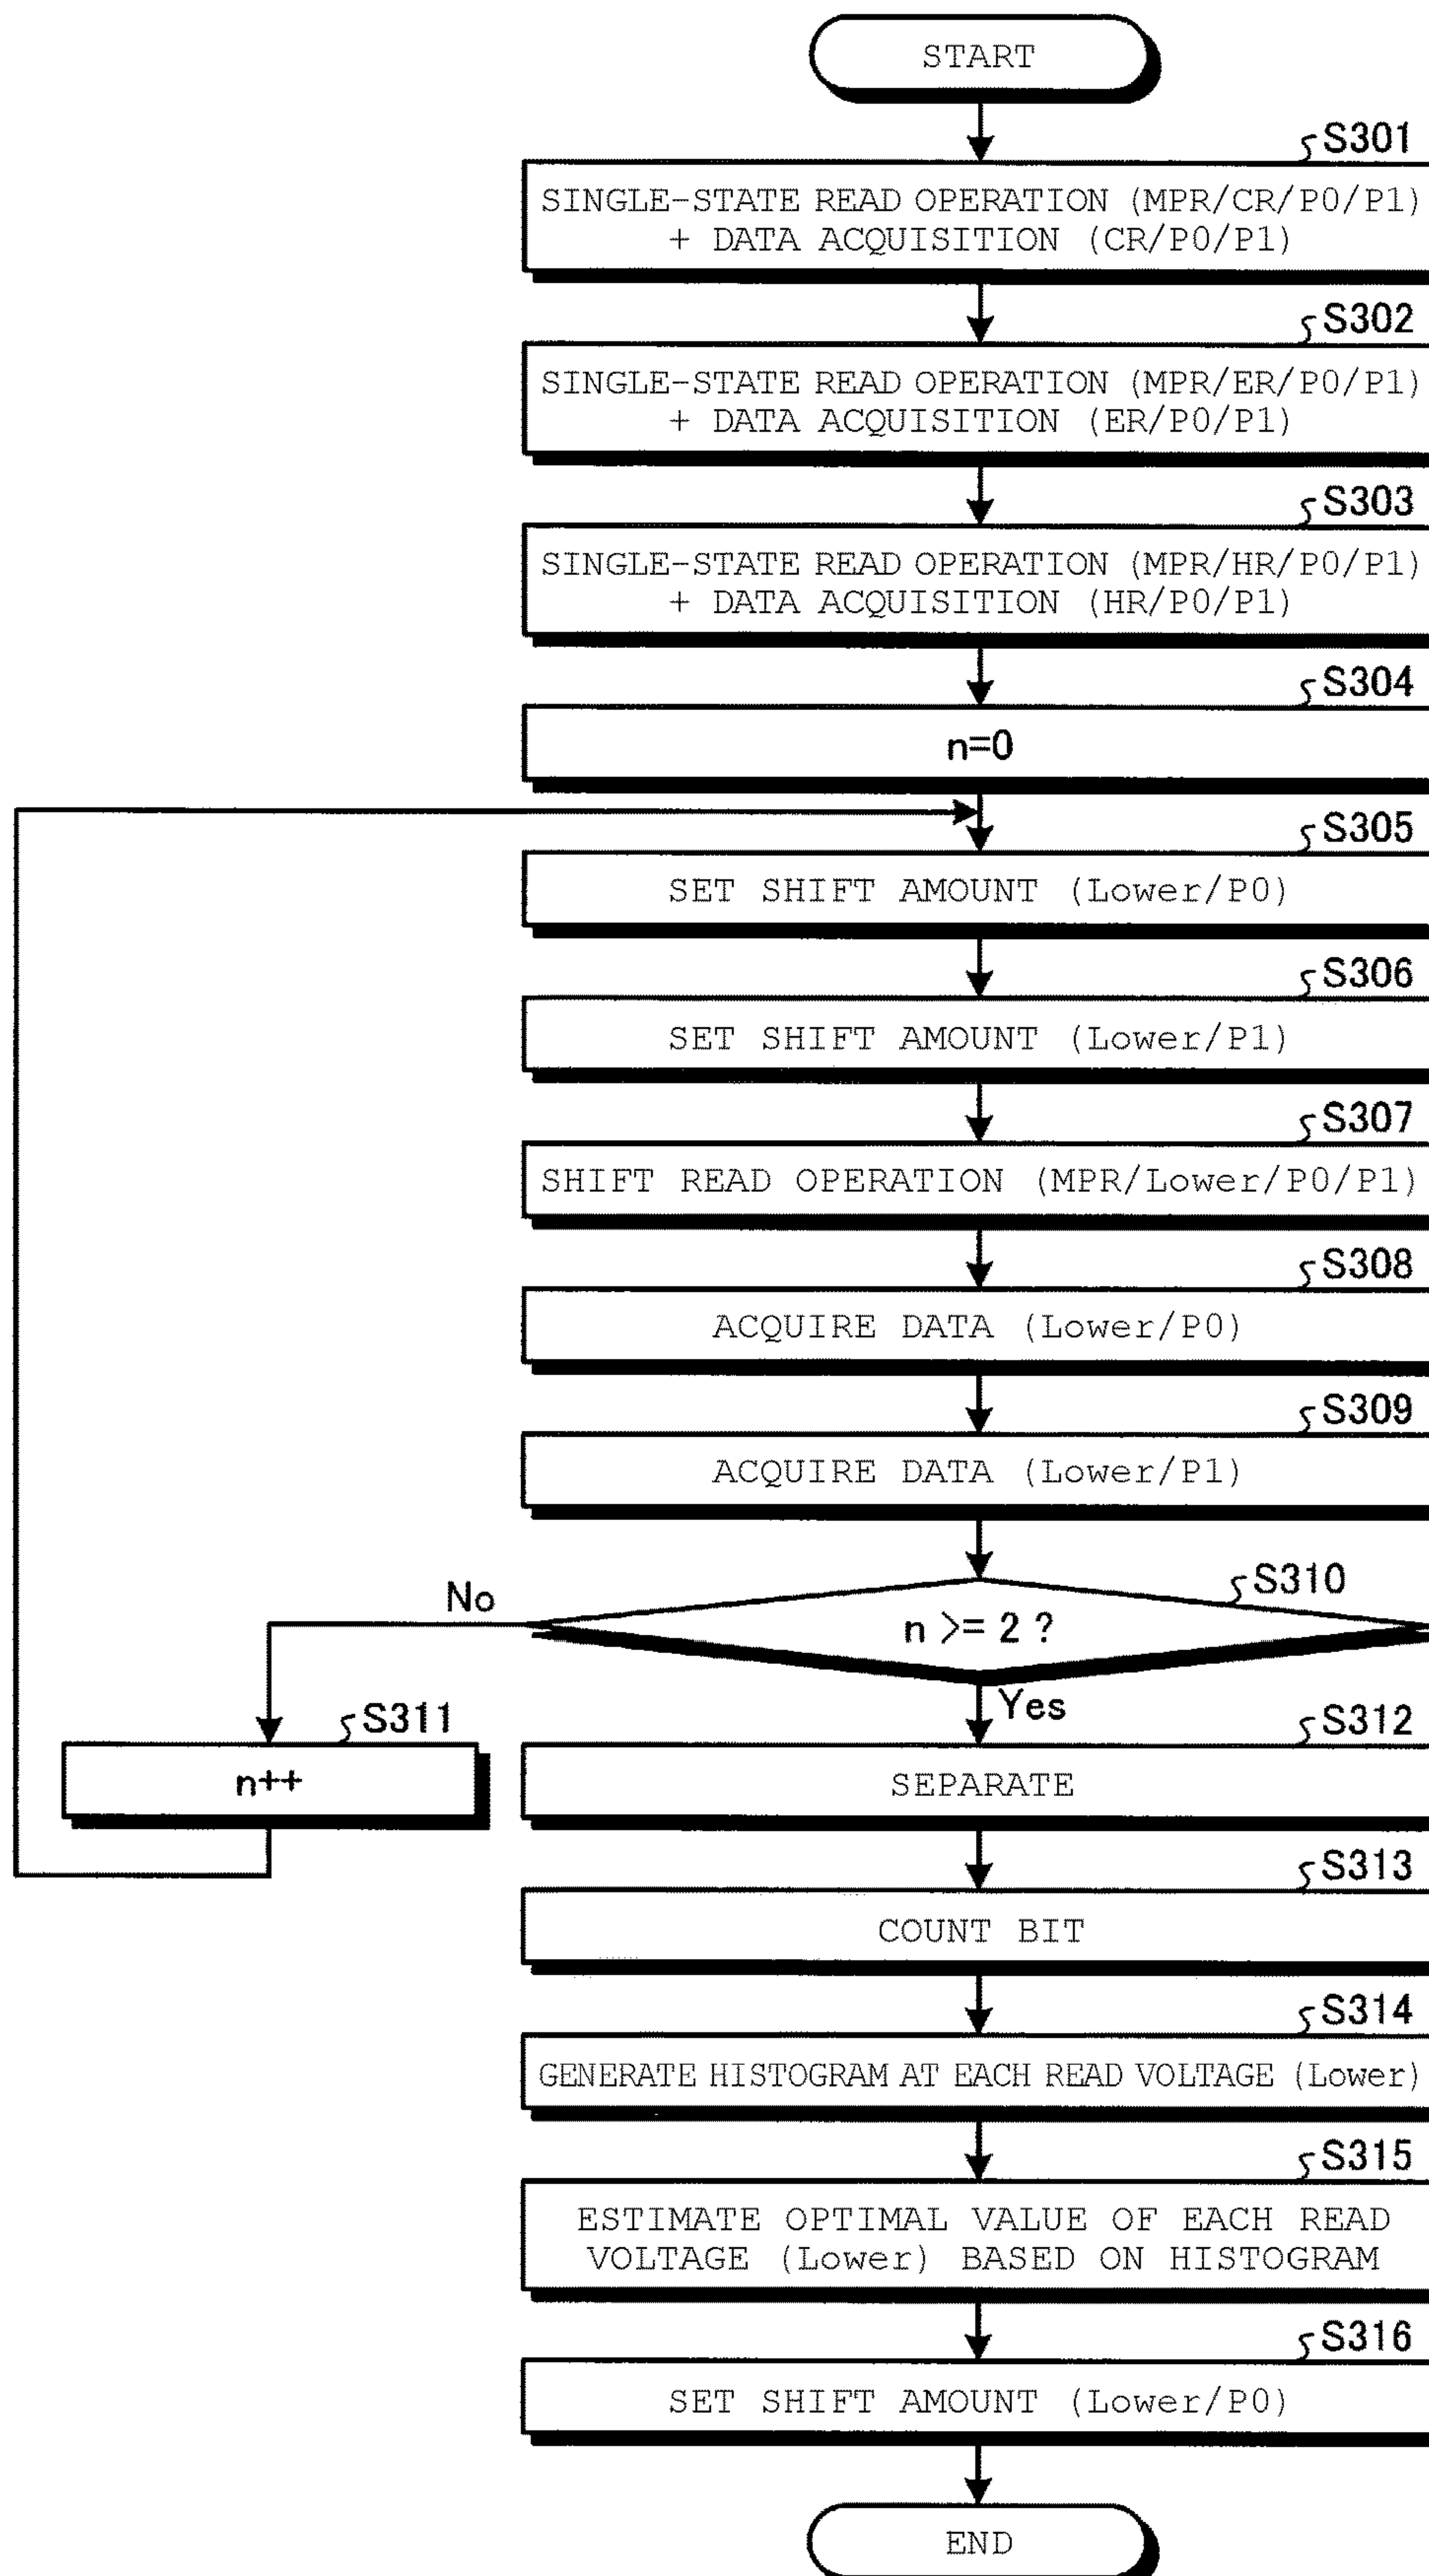 START
S301
SINGLE-STATE READ OPERATION (MPR/CR/P0/P1)
+ DATA ACQUISITION (CR/P0/P1)
S302
SINGLE-STATE READ OPERATION (MPR/ER/P0/P1)
+ DATA ACQUISITION (ER/P0/P1)
S303
SINGLE-STATE READ OPERATION (MPR/HR/P0/P1)
+ DATA ACQUISITION (HR/P0/P1)
S304
n=0
S305
SET SHIFT AMOUNT (Lower/P0)
S306
SET SHIFT AMOUNT (Lower/P1)
S307
SHIFT READ OPERATION (MPR/Lower/P0/P1)
S308
ACQUIRE DATA (Lower/P0)
S309
ACQUIRE DATA (Lower/P1)
S310
n >= 2 ?
No
Yes
S311
n++
S312
SEPARATE
S313
COUNT BIT
S314
GENERATE HISTOGRAM AT EACH READ VOLTAGE (Lower)
S315
ESTIMATE OPTIMAL VALUE OF EACH READ
VOLTAGE (Lower) BASED ON HISTOGRAM
S316
SET SHIFT AMOUNT (Lower/P0)
END